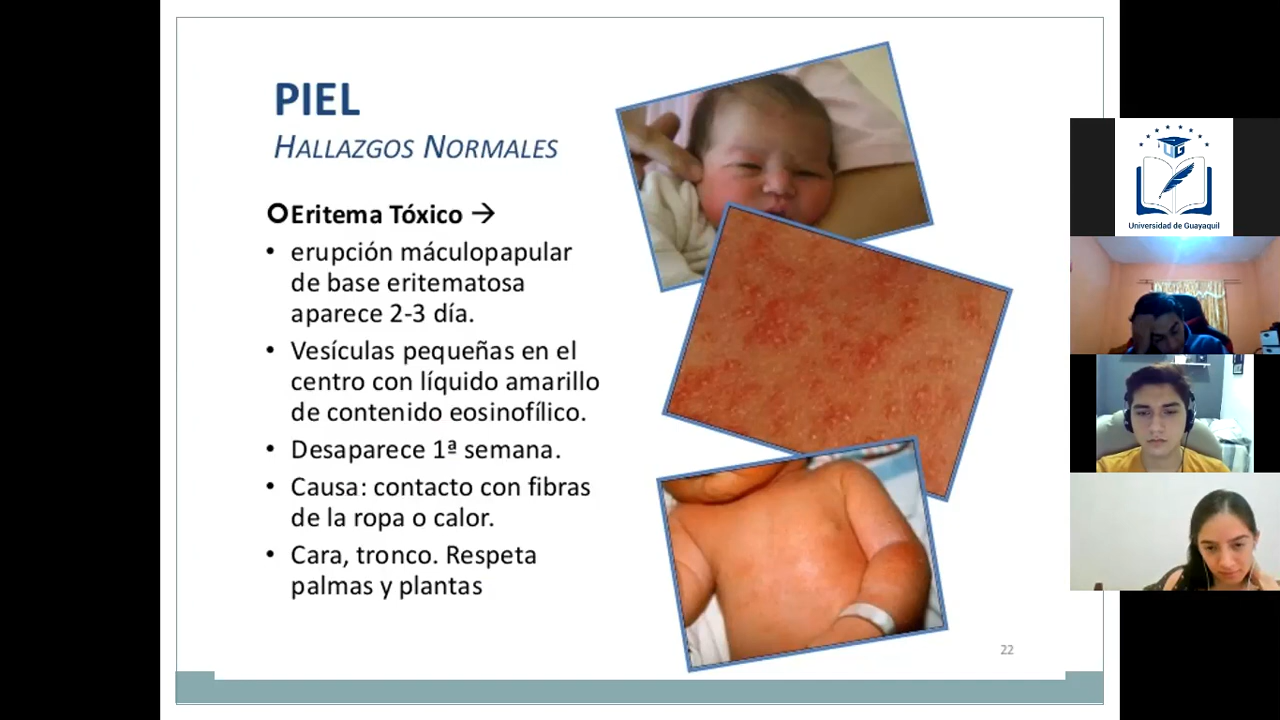 PIEL
HALLAZGOS NORMALES
Eritema Tóxico →
• erupción máculopapular
de base eritematosa
aparece 2-3 día.
• Vesículas pequeñas en el
centro con líquido amarillo
de contenido eosinofílico.
• Desaparece 1ª semana.
• Causa: contacto con fibras
de la ropa o calor.
• Cara, tronco. Respeta
palmas y plantas
22
UG
Universidad de Guayaquil